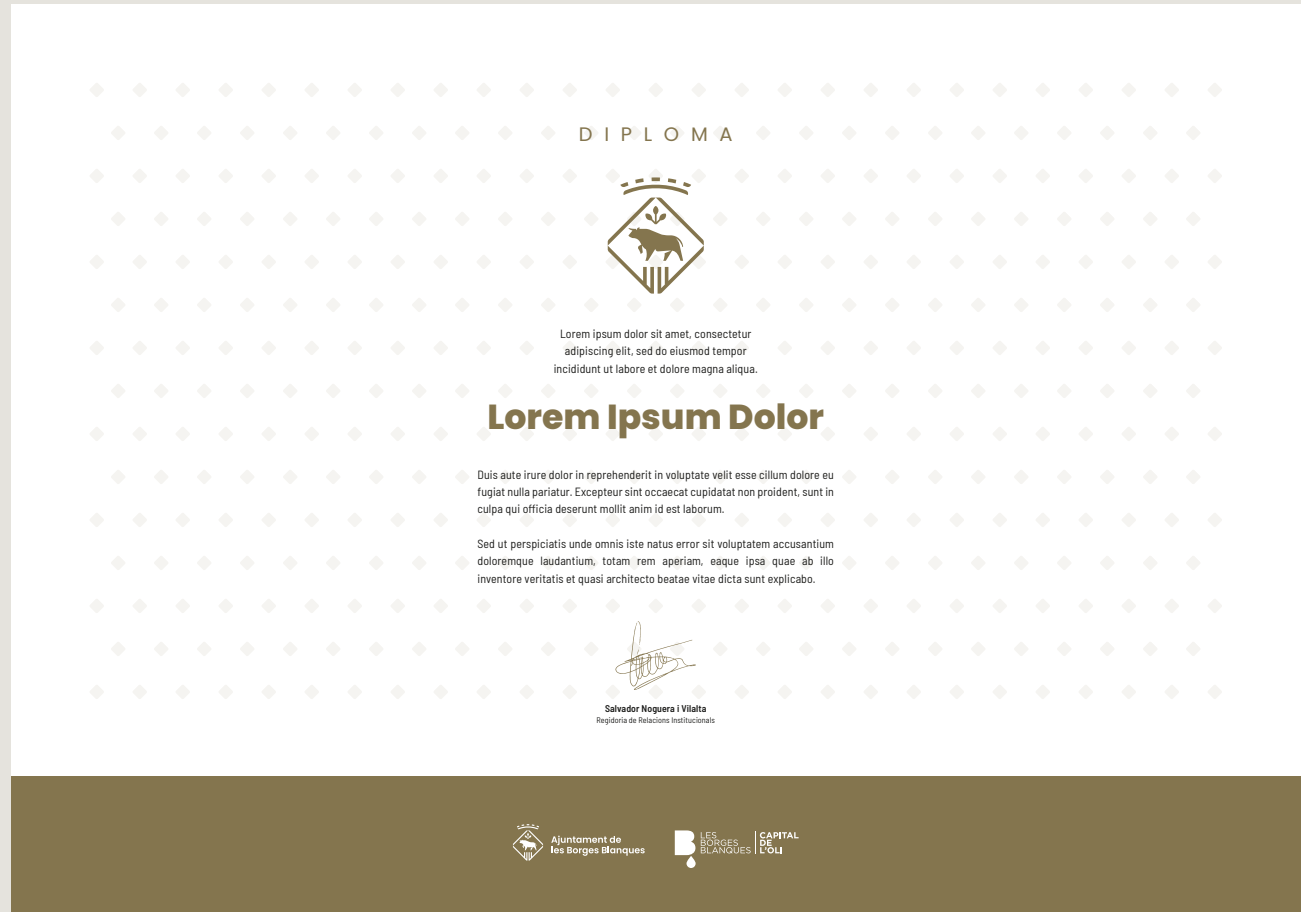 DIPLOMA
Lorem ipsum dolor sit amet, consectetur
adipiscing elit, sed do eiusmod tempor
incididunt ut labore et dolore magna aliqua.
Lorem Ipsum Dolor
Duis aute irure dolor in reprehenderit in voluptate velit esse cillum dolore eu
fugiat nulla pariatur. Excepteur sint occaecat cupidatat non proident, sunt in
culpa qui officia deserunt mollit anim id est laborum.
Sed ut perspiciatis unde omnis iste natus error sit voluptatem accusantium
doloremque laudantium, totam rem aperiam, eaque ipsa quae ab illo
inventore veritatis et quasi architecto beatae vitae dicta sunt explicabo.
Salvador Noguera i Vilalta
Regidoria de Relacions Institucionals
Ajuntament de
les Borges Blanques
B
LES
BORGES
BLANQUES
CAPITAL
DE
L'OLI